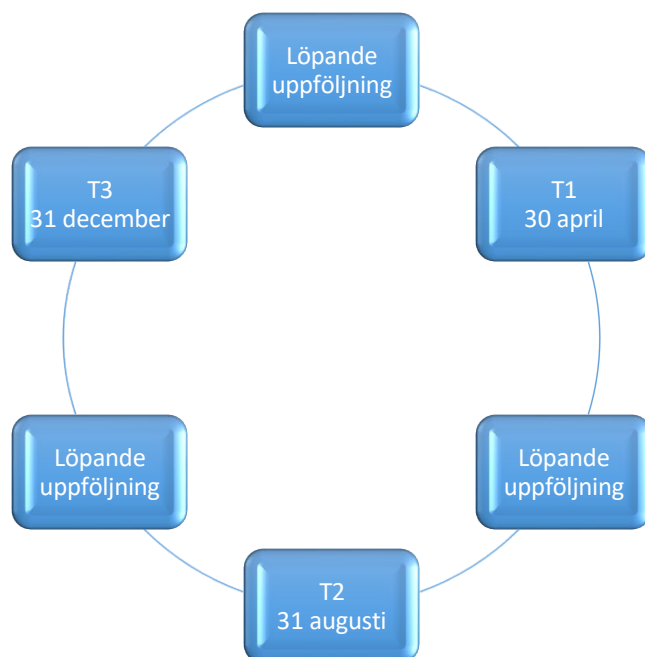 Löpande
uppföljning
T1
30 april
Löpande
uppföljning
T2
31 augusti
Löpande
uppföljning
T3
31 december